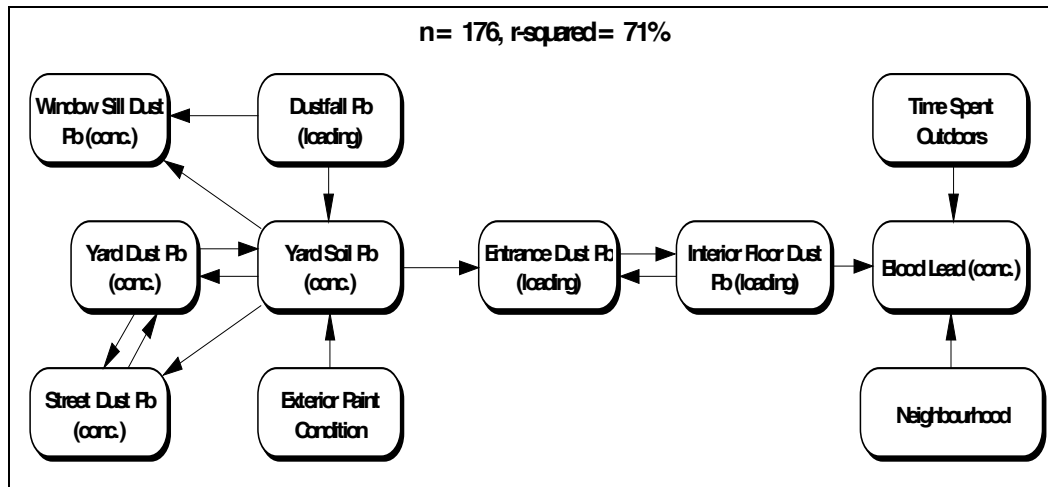 n = 176, r-squared = 71%
Window Sill Dust
Pb (conc.)
Dustfall Pb
(loading)
Time Spent
Outdoors
Yard Dust Pb
(conc.)
Yard Soil Pb
(conc.)
Entrance Dust Pb
(loading)
Interior Floor Dust
Pb (loading)
Blood Lead (conc.)
Street Dust Pb
(conc.)
Exterior Paint
Condition
Neighbourhood